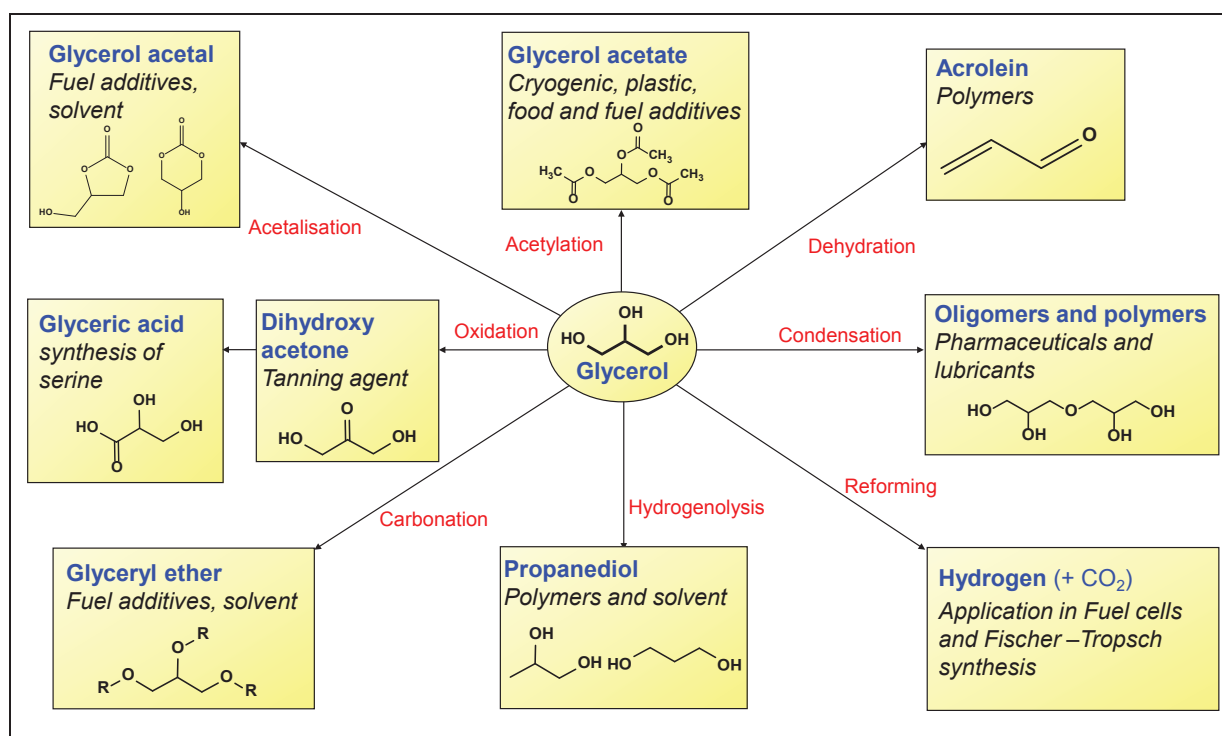 Glycerol acetal
Fuel additives,
solvent
O
O
O
HO
O
O
O
OH
Acetalisation
Glycerol acetate
Cryogenic, plastic,
food and fuel additives
O
O
CH₃
H₃C
O
O
O
CH₃
O
Acetylation
Acrolein
Polymers
O
Dehydration
Glyceric acid
synthesis of
serine
OH
HO
OH
O
Dihydroxy
acetone
Tanning agent
O
HO
OH
Oxidation
OH
HO
OH
Glycerol
Condensation
Oligomers and polymers
Pharmaceuticals and
lubricants
HO
O
OH
OH
OH
Carbonation
Hydrogenolysis
Reforming
Glyceryl ether
Fuel additives, solvent
O
R
R
O
O
R
Propanediol
Polymers and solvent
OH
OH
HO
OH
Hydrogen (+ CO₂)
Application in Fuel cells
and Fischer –Tropsch
synthesis